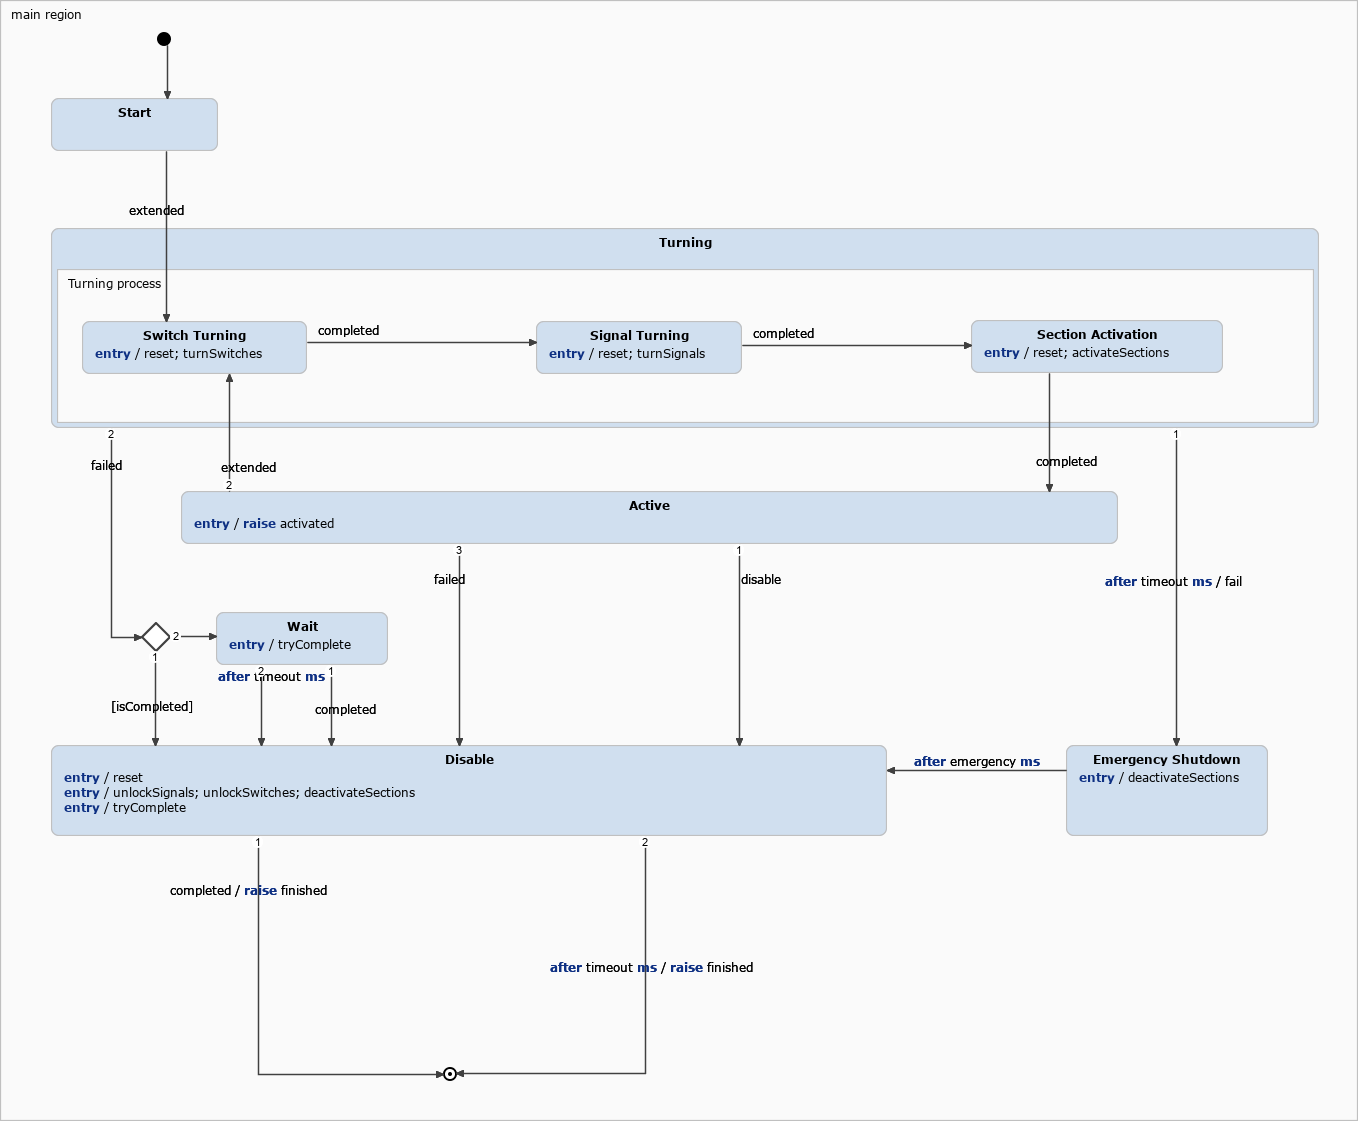 main region
Start
extended
Turning
Turning process
Switch Turning
entry / reset; turnSwitches
completed
Signal Turning
entry / reset; turnSignals
completed
Section Activation
entry / reset; activateSections
2
failed
extended
2
completed
1
Active
entry / raise activated
3
failed
1
disable
after timeout ms / fail
2
1
[isCompleted]
Wait
entry / tryComplete
2
1
after timeout ms
completed
Disable
entry / reset
entry / unlockSignals; unlockSwitches; deactivateSections
entry / tryComplete
after emergency ms
Emergency Shutdown
entry / deactivateSections
1
2
completed / raise finished
after timeout ms / raise finished